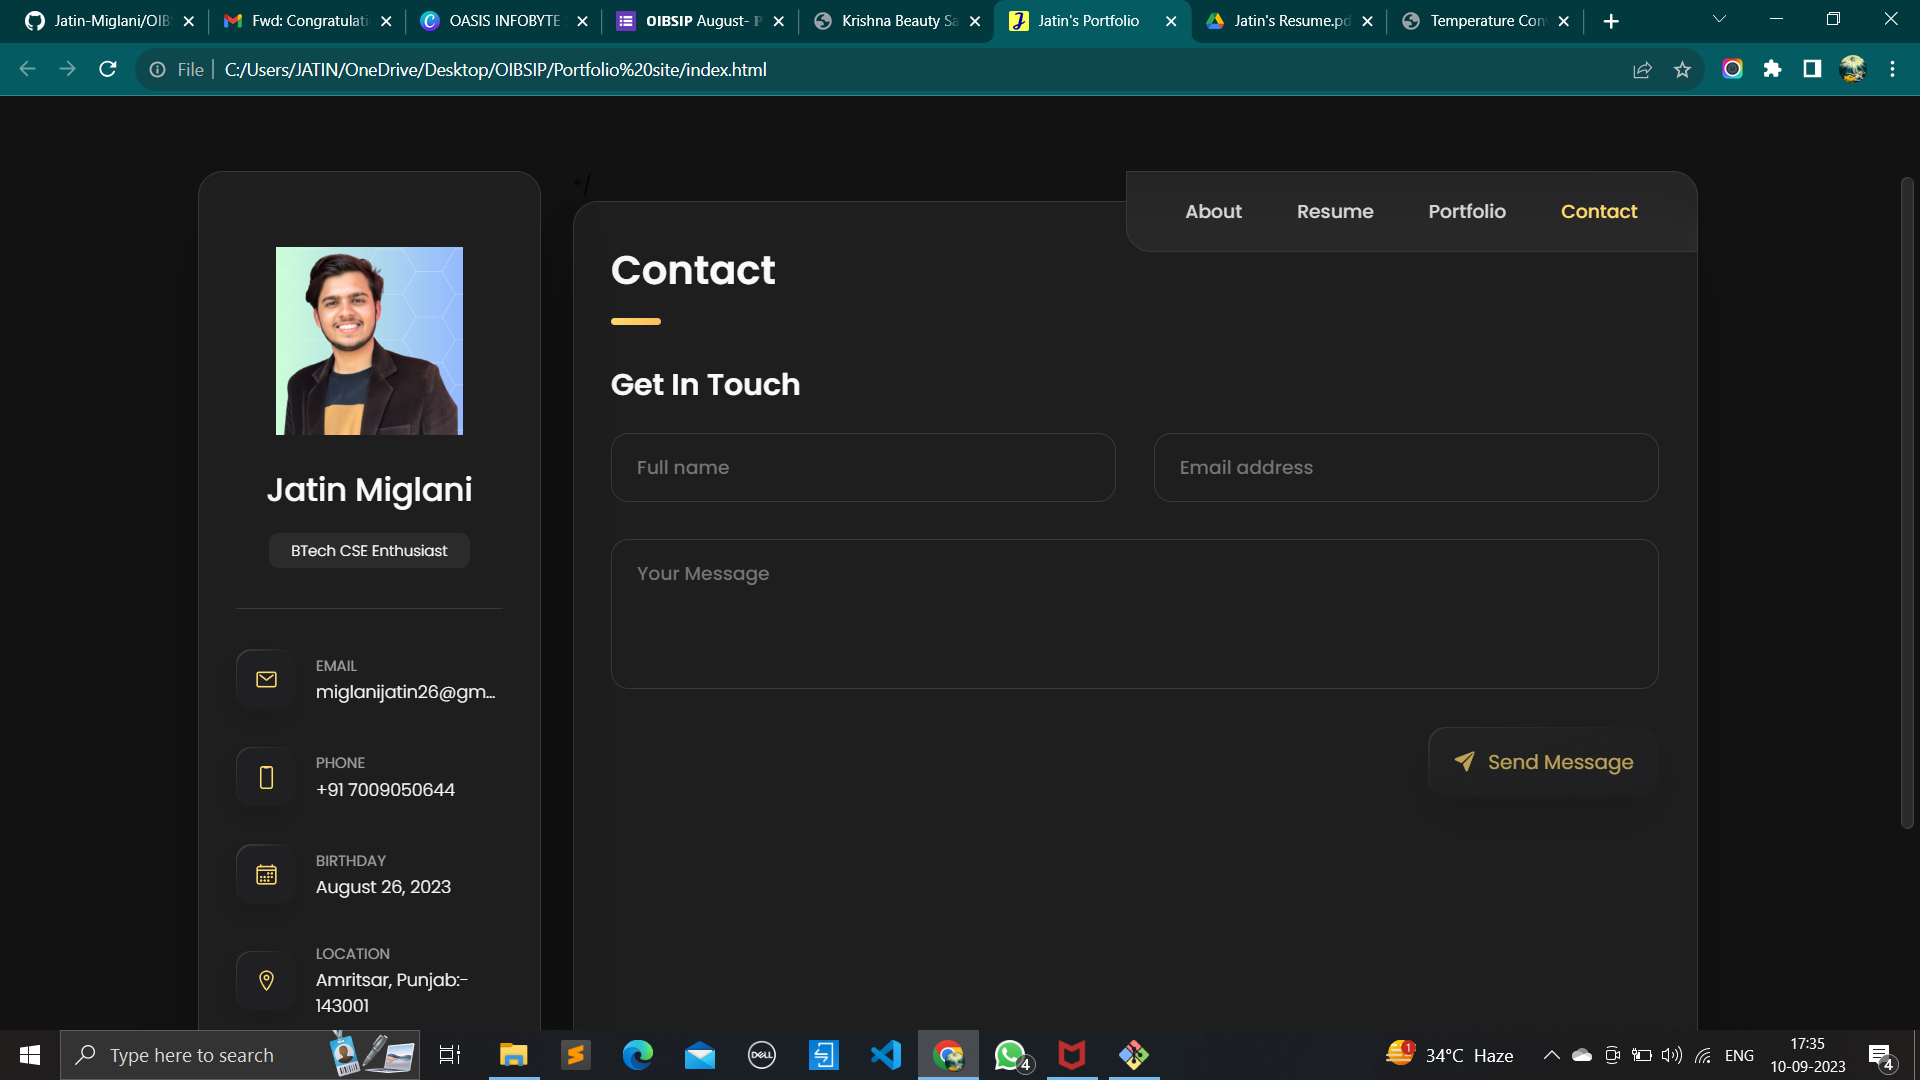 Jatin-Miglani/OIBS
Fwd: Congratulati
OASIS INFOBYTE
OIBSIP August- P
Krishna Beauty Sa
Jatin's Portfolio
Jatin's Resume.pd
Temperature Con
File
C:/Users/JATIN/OneDrive/Desktop/OIBSIP/Portfolio%20site/index.html
*/
About
Resume
Portfolio
Contact
Jatin Miglani
BTech CSE Enthusiast
EMAIL
miglanijatin26@gm...
PHONE
+91 7009050644
BIRTHDAY
August 26, 2023
LOCATION
Amritsar, Punjab:-
143001
Contact
Get In Touch
Full name
Email address
Your Message
Send Message
Type here to search
DELL
4
1
34°C Haze
ENG
17:35
10-09-2023
4